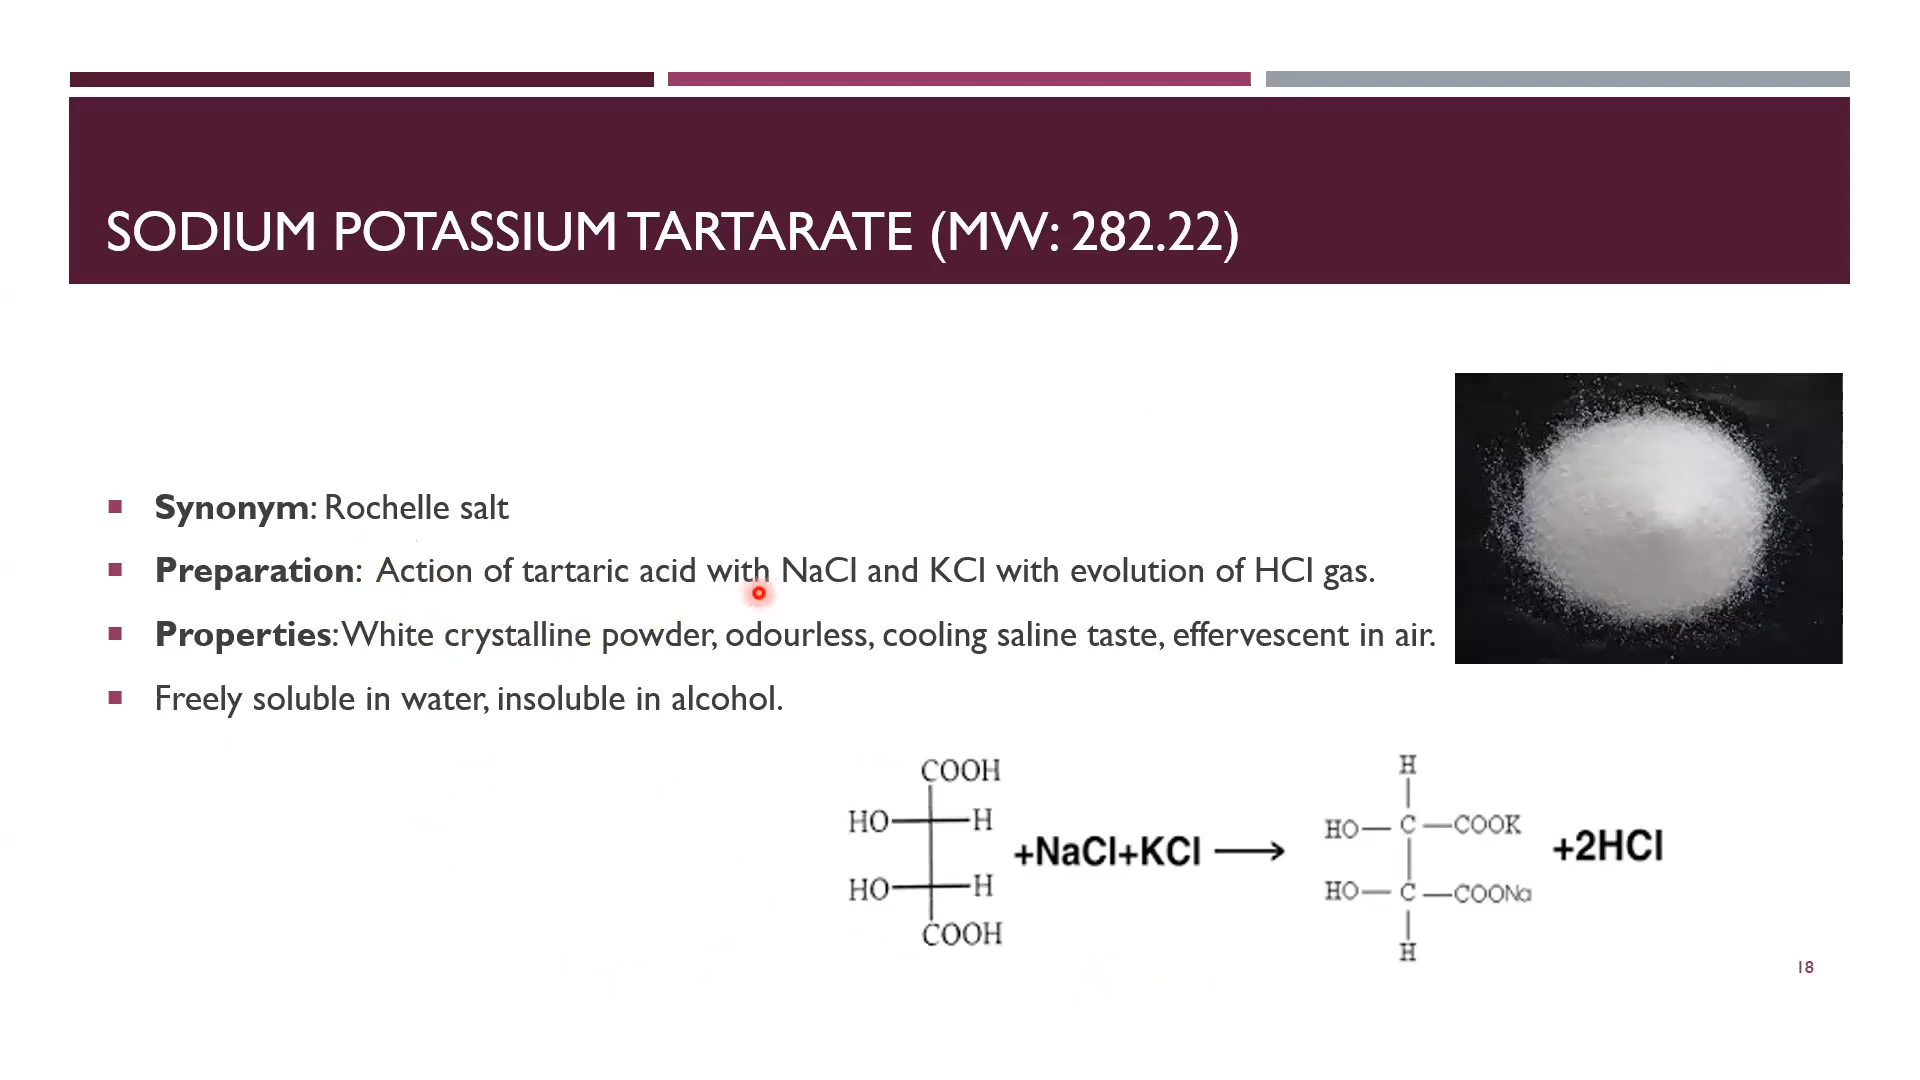 SODIUM POTASSIUM TARTARATE (MW: 282.22)
Synonym: Rochelle salt
Preparation: Action of tartaric acid with NaCl and KCl with evolution of HCl gas.
Properties: White crystalline powder, odourless, cooling saline taste, effervescent in air.
Freely soluble in water, insoluble in alcohol.
COOH
HO H
HO H
COOH
+NaCl+KCl
H
HO C COOK
HO C COONa
H
+2HCl
18